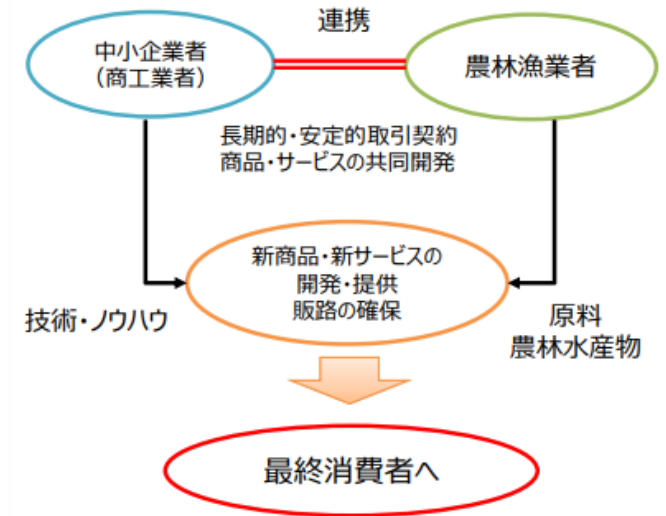 連携
中小企業者
（商工業者）
農林漁業者
長期的・安定的取引契約
商品・サービスの共同開発
新商品・新サービスの
開発・提供
販路の確保
技術・ノウハウ
原料
農林水産物
最終消費者へ